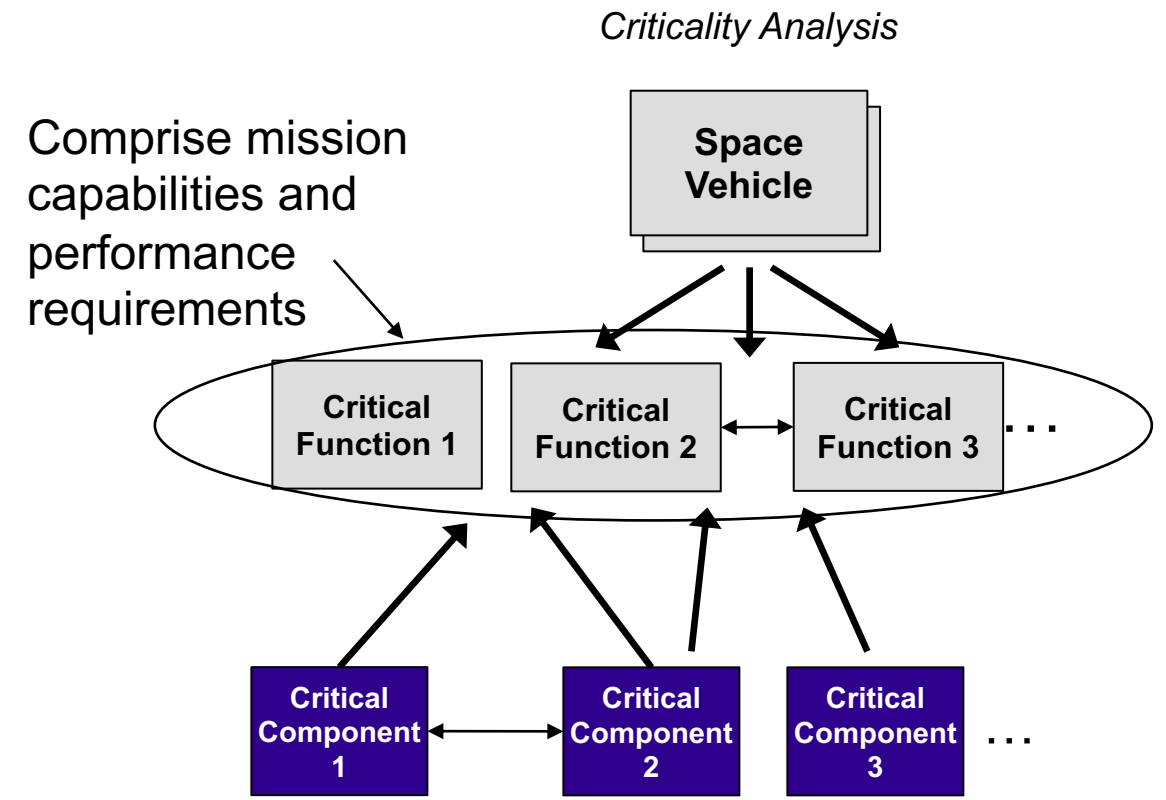 Criticality Analysis
Comprise mission
capabilities and
performance
requirements
Space
Vehicle
Critical
Function 1
Critical
Function 2
Critical
Function 3
...
Critical
Component
1
Critical
Component
2
Critical
Component
3
...